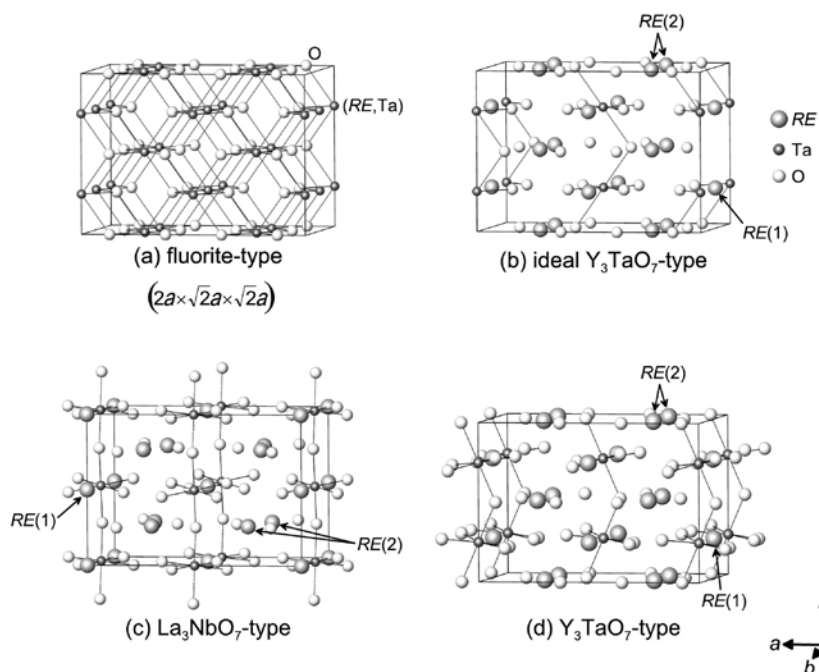 O
(RE,Ta)
(a) fluorite-type
(2a×√2a×√2a)
RE(2)
RE
Ta
O
RE(1)
(b) ideal Y₃TaO₇-type
RE(1)
RE(2)
(c) La₃NbO₇-type
RE(2)
RE(1)
(d) Y₃TaO₇-type
a
b